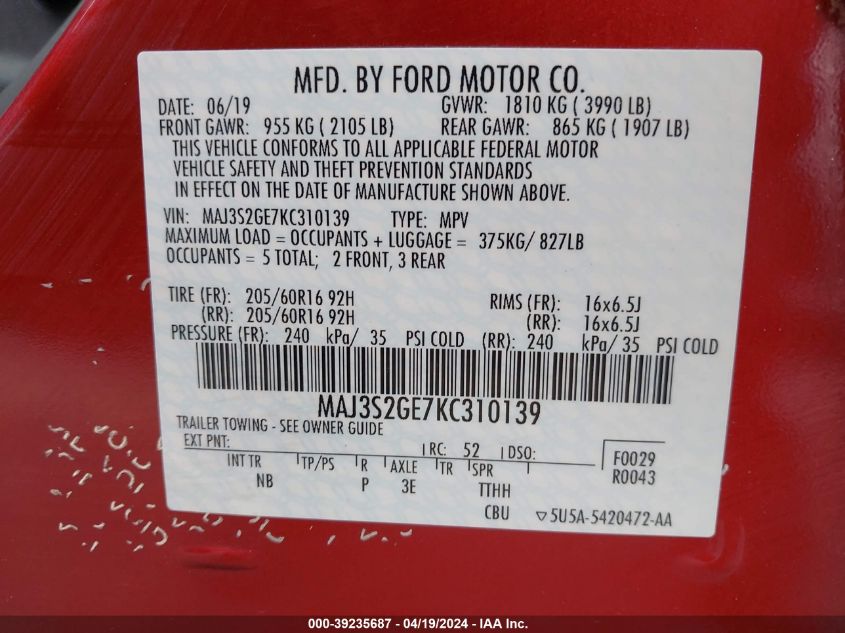 MFD. BY FORD MOTOR CO.
DATE: 06/19 GVWR: 1810 KG ( 3990 LB)
FRONT GAWR: 955 KG ( 2105 LB) REAR GAWR: 865 KG ( 1907 LB)
THIS VEHICLE CONFORMS TO ALL APPLICABLE FEDERAL MOTOR
VEHICLE SAFETY AND THEFT PREVENTION STANDARDS
IN EFFECT ON THE DATE OF MANUFACTURE SHOWN ABOVE.
VIN: MAJ3S2GE7KC310139 TYPE: MPV
MAXIMUM LOAD = OCCUPANTS + LUGGAGE = 375KG/ 827LB
OCCUPANTS = 5 TOTAL; 2 FRONT, 3 REAR
TIRE (FR): 205/60R16 92H RIMS (FR): 16x6.5J
(RR): 205/60R16 92H (RR): 16x6.5J
PRESSURE (FR): 240 kPa/ 35 PSI COLD (RR): 240 kPa/ 35 PSI COLD
MAJ3S2GE7KC310139
TRAILER TOWING - SEE OWNER GUIDE
EXT PNT: RC: 52 DSO: F0029
INT TR TP/PS R AXLE TR SPR R0043
NB P 3E TTHH
CBU ▽5U5A-5420472-AA
000-39235687 - 04/19/2024 - IAA Inc.